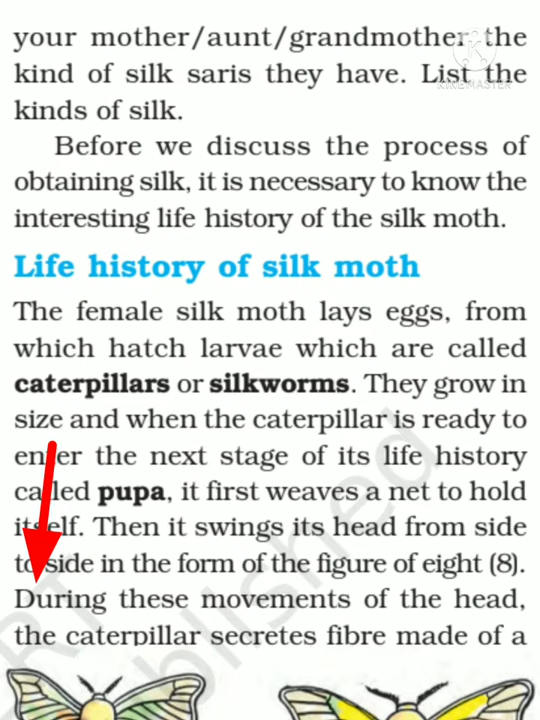 your mother/aunt/grandmother the
kind of silk saris they have. List the
kinds of silk.
Before we discuss the process of
obtaining silk, it is necessary to know the
interesting life history of the silk moth.
Life history of silk moth
The female silk moth lays eggs, from
which hatch larvae which are called
caterpillars or silkworms. They grow in
size and when the caterpillar is ready to
enter the next stage of its life history
called pupa, it first weaves a net to hold
itself. Then it swings its head from side
to side in the form of the figure of eight (8).
During these movements of the head,
the caterpillar secretes fibre made of a
KINEMASTER